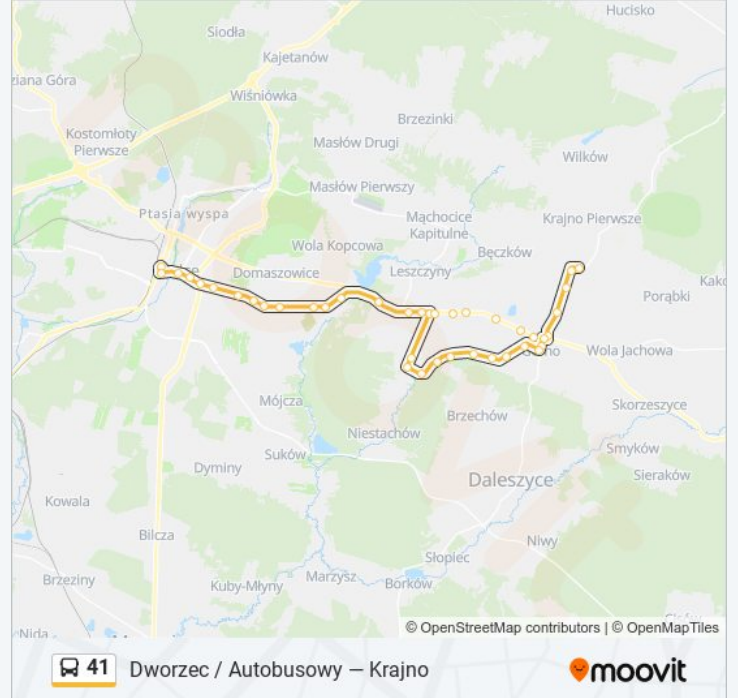 Hucisko
Siodła
Kajetanów
ziana Góra
Wiśniówka
Brzezinki
Kostomłoty
Pierwsze
Masłów Drugi
Wilków
Masłów Pierwszy
Ptasia wyspa
Mąchocice
Kapitulne
Krajno Pierwsze
Wola Kopcowa
Bęczków
Domaszowice
Leszczyny
Porąbki
Wola Jachowa
Mójcza
Skorzeszyce
Brzechów
Niestachów
Suków
Smyków
Dyminy
Daleszyce
Sieraków
Kowala
Bilcza
Niwy
Słopiec
Brzeziny
Kuby-Młyny
Marzysz
Borków
Nida
© OpenStreetMap contributors | © OpenMapTiles
41 Dworzec / Autobusowy — Krajno
moovit